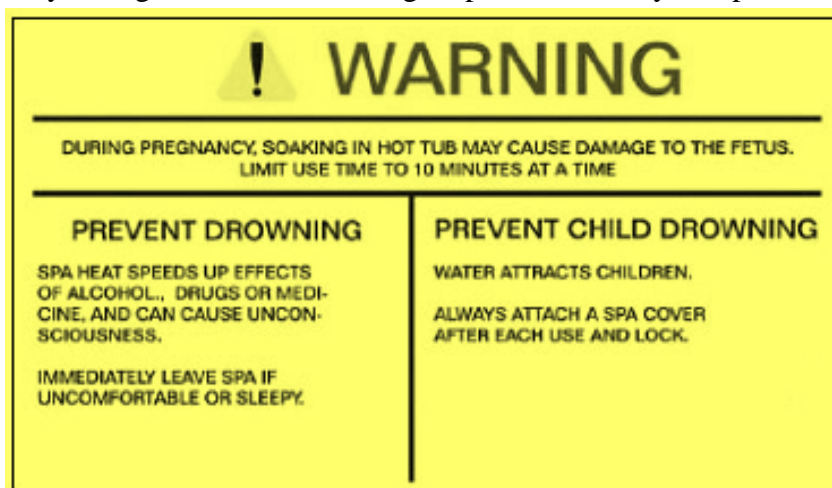 WARNING
DURING PREGNANCY, SOAKING IN HOT TUB MAY CAUSE DAMAGE TO THE FETUS.
LIMIT USE TIME TO 10 MINUTES AT A TIME
PREVENT DROWNING
SPA HEAT SPEEDS UP EFFECTS
OF ALCOHOL., DRUGS OR MEDI-
CINE, AND CAN CAUSE UNCON-
SCIOUSNESS.
IMMEDIATELY LEAVE SPA IF
UNCOMFORTABLE OR SLEEPY.
PREVENT CHILD DROWNING
WATER ATTRACTS CHILDREN.
ALWAYS ATTACH A SPA COVER
AFTER EACH USE AND LOCK.